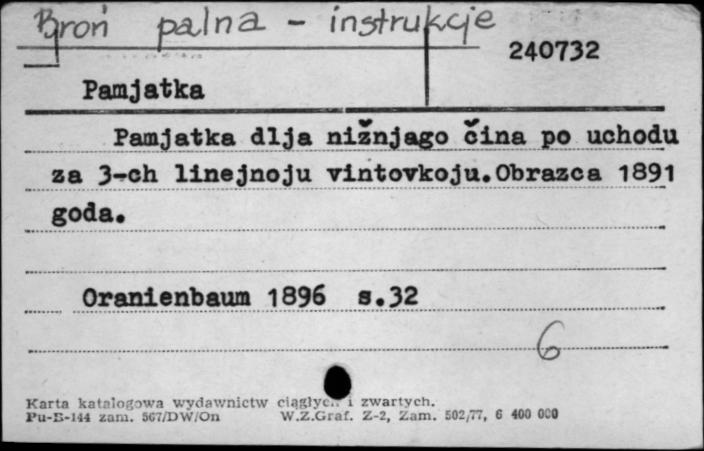 Broń palna - instrukcje
240732
Pamjatka
Pamjatka dlja nižnjago čina po uchodu
za 3-ch linejnoju vintovkoju.Obrazca 1891
goda.
Oranienbaum 1896 s.32
6
Karta katalogowa wydawnictw ciągłych i zwartych.
Pu-B-144 zam. 567/DW/On W.Z.Graf. Z-2, Zam. 502/77, 6 400 000